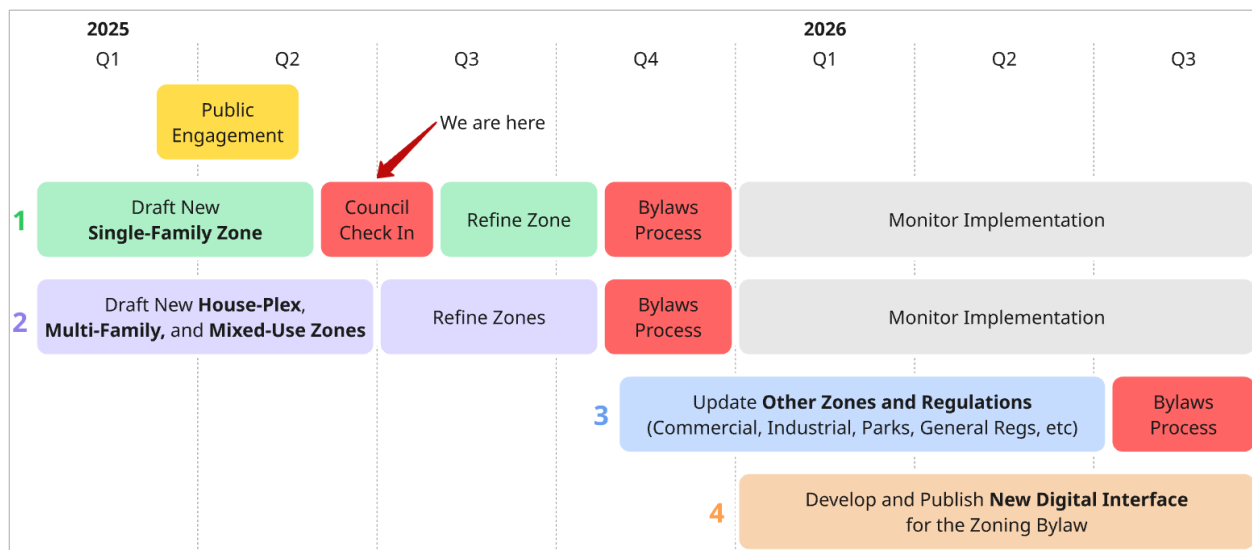 2025
2026
Q1
Q2
Q3
Q4
Q1
Q2
Q3
Public
Engagement
We are here
1
Draft New
Single-Family Zone
Council
Check In
Refine Zone
Bylaws
Process
Monitor Implementation
2
Draft New House-Plex,
Multi-Family, and Mixed-Use Zones
Refine Zones
Bylaws
Process
Monitor Implementation
3
Update Other Zones and Regulations
(Commercial, Industrial, Parks, General Regs, etc)
Bylaws
Process
4
Develop and Publish New Digital Interface
for the Zoning Bylaw